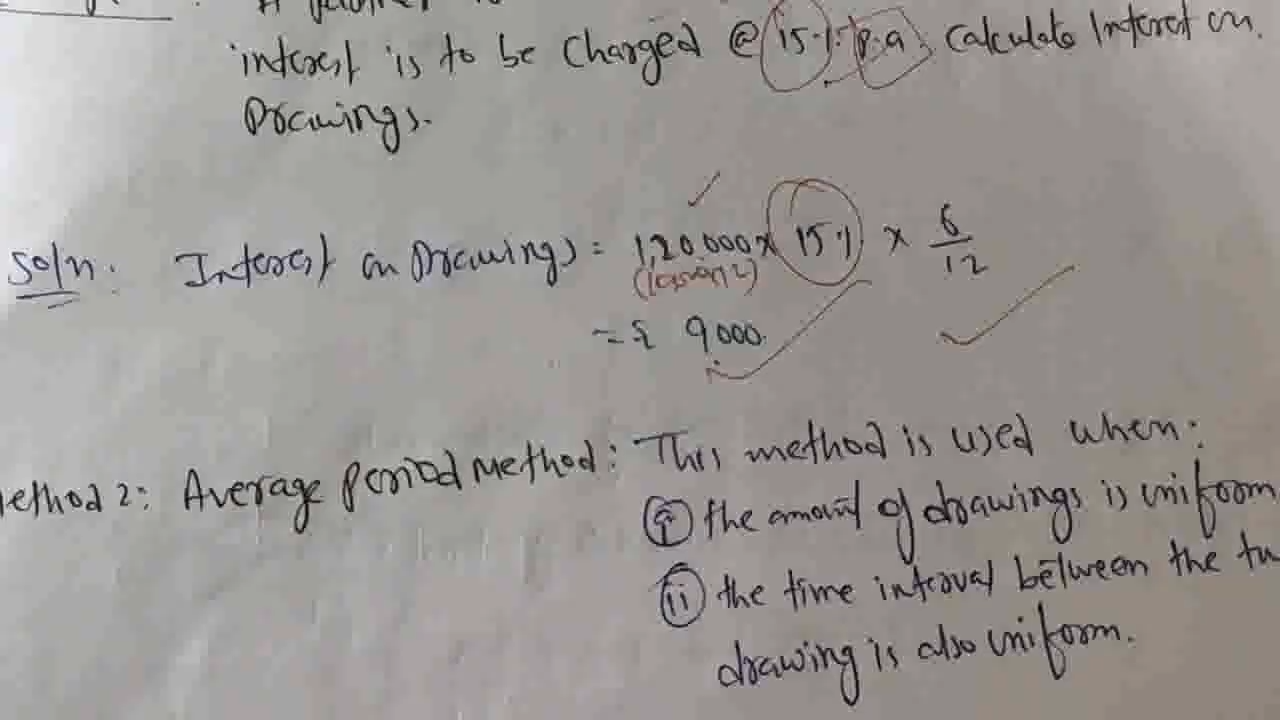 A
interest is to be charged @ 15% p.a. Calculate Interest on
Drawings.
Soln: Interest on Drawings = 1,20,000 x 15% x 6/12
(10,000x12)
= ₹ 9000.
Method 2: Average period Method: This method is used when:
(i) the amount of drawings is uniform
(ii) the time interval between the
drawing is also uniform.